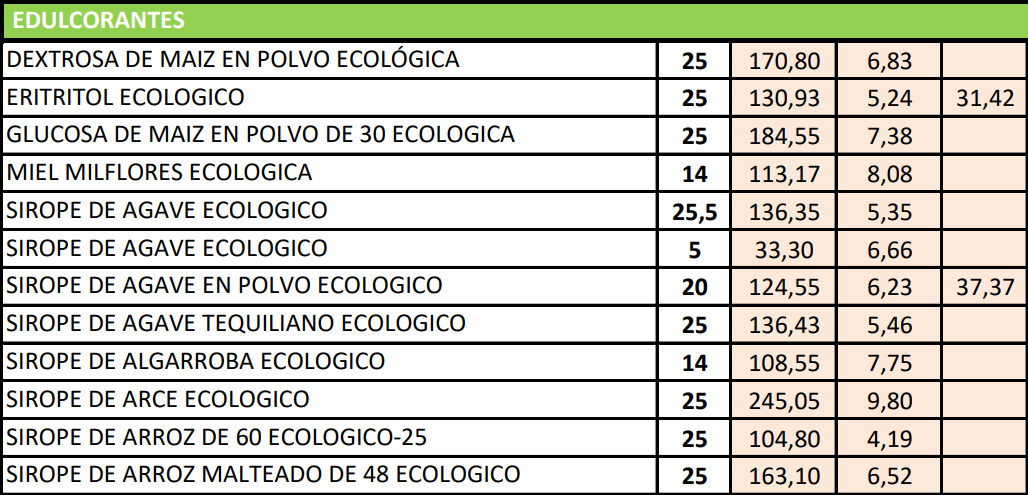 EDULCORANTES
DEXTROSA DE MAIZ EN POLVO ECOLÓGICA 25 170,80 6,83
ERITRITOL ECOLOGICO 25 130,93 5,24 31,42
GLUCOSA DE MAIZ EN POLVO DE 30 ECOLOGICA 25 184,55 7,38
MIEL MILFLORES ECOLOGICA 14 113,17 8,08
SIROPE DE AGAVE ECOLOGICO 25,5 136,35 5,35
SIROPE DE AGAVE ECOLOGICO 5 33,30 6,66
SIROPE DE AGAVE EN POLVO ECOLOGICO 20 124,55 6,23 37,37
SIROPE DE AGAVE TEQUILIANO ECOLOGICO 25 136,43 5,46
SIROPE DE ALGARROBA ECOLOGICO 14 108,55 7,75
SIROPE DE ARCE ECOLOGICO 25 245,05 9,80
SIROPE DE ARROZ DE 60 ECOLOGICO-25 25 104,80 4,19
SIROPE DE ARROZ MALTEADO DE 48 ECOLOGICO 25 163,10 6,52